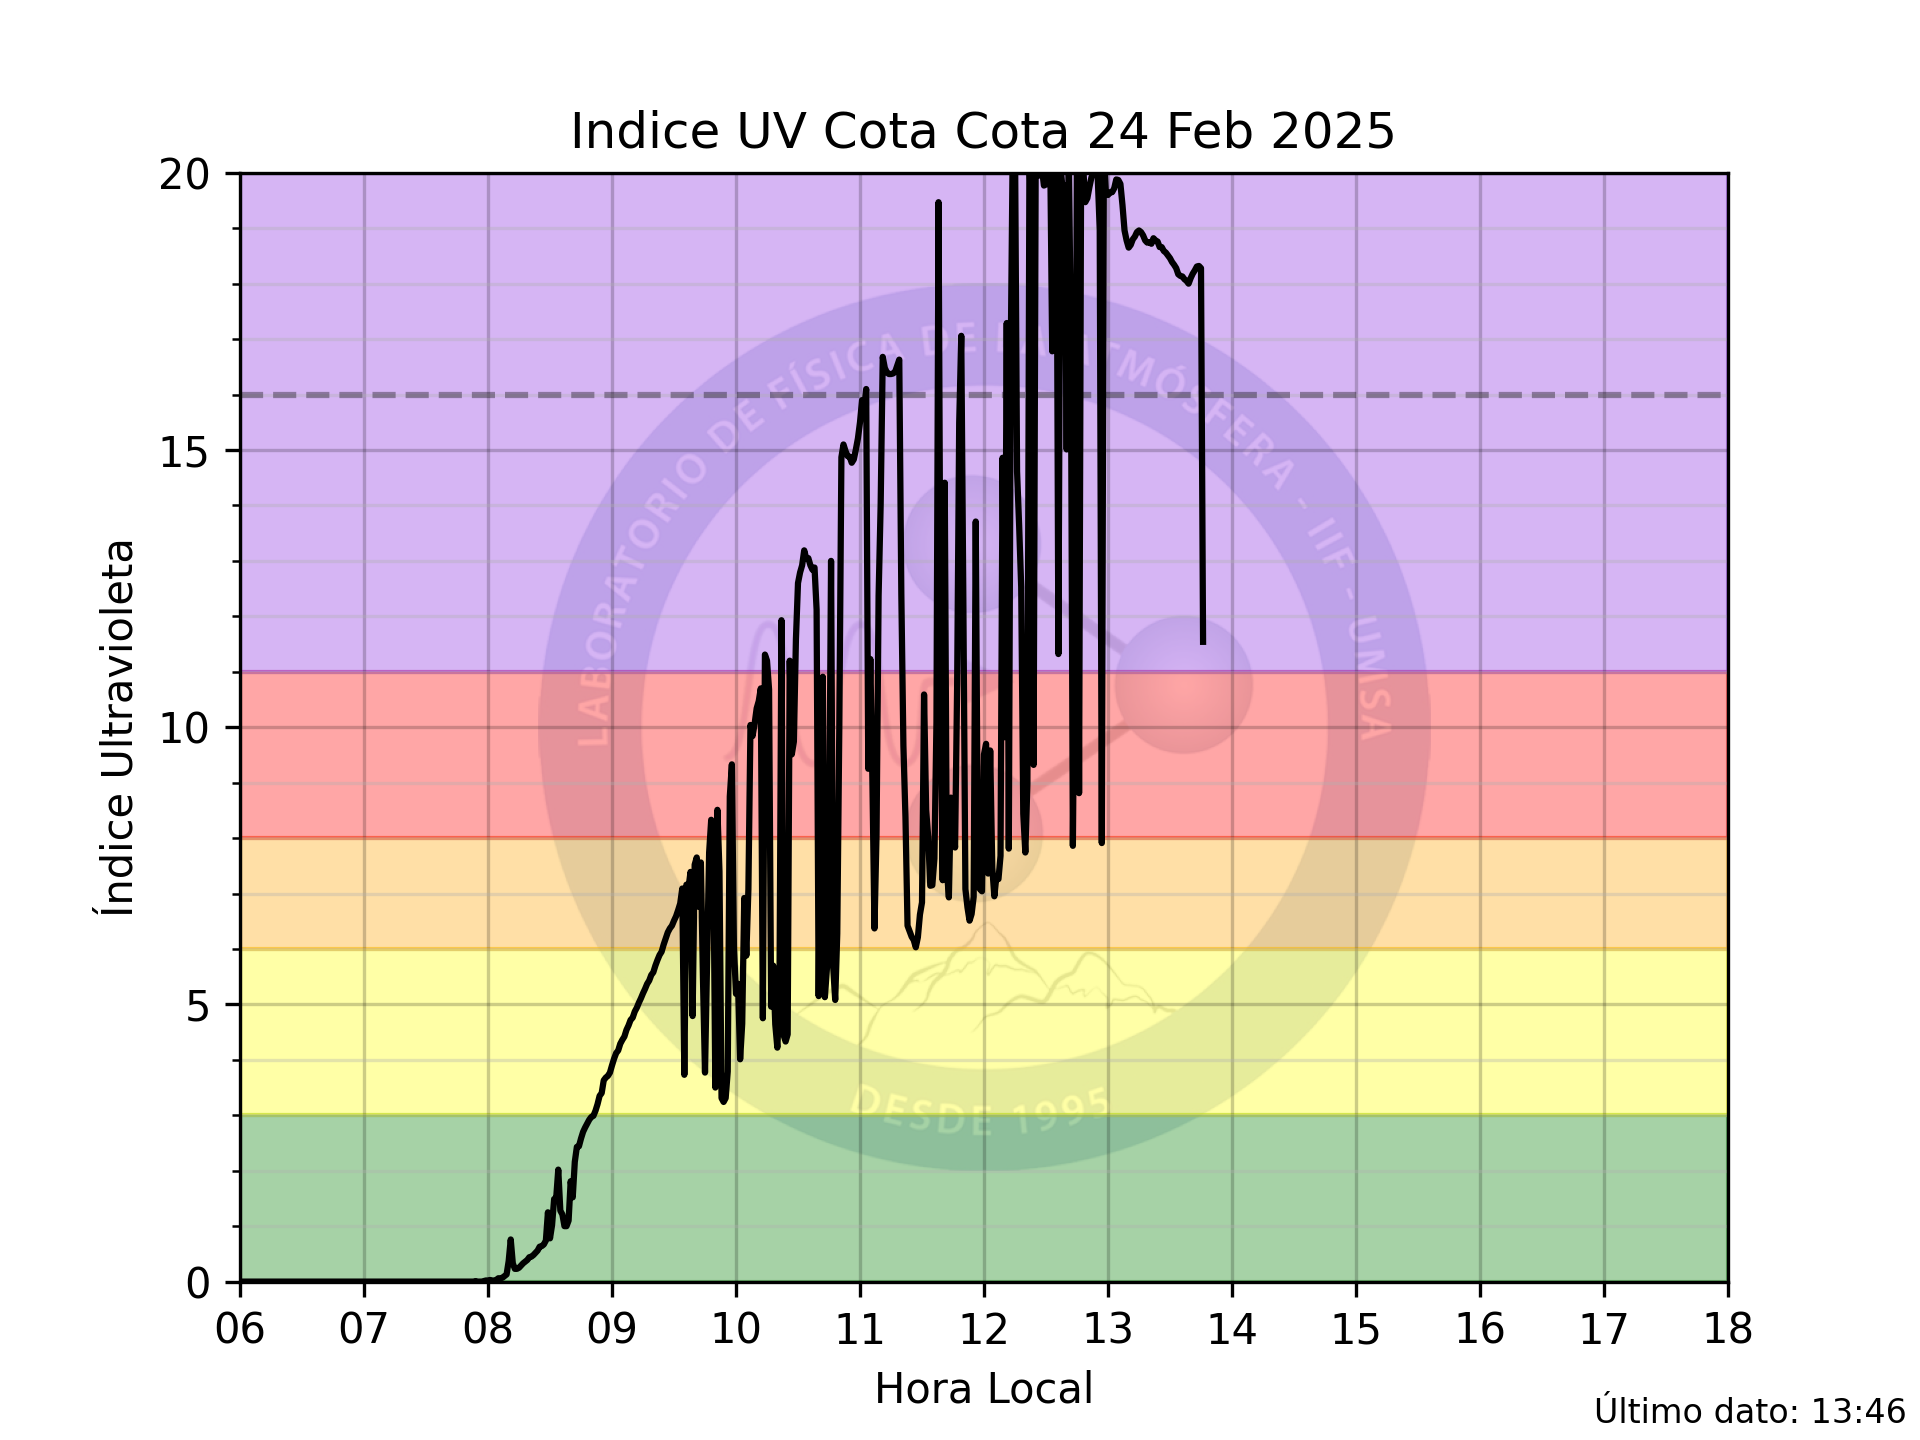 Indice UV Cota Cota 24 Feb 2025
20
15
10
5
0
Índice Ultravioleta
LABORATORIO DE FÍSICA DE LA ATMÓSFERA - IIF - UMSA
DESDE 1995
06 07 08 09 10 11 12 13 14 15 16 17 18
Hora Local
Último dato: 13:46